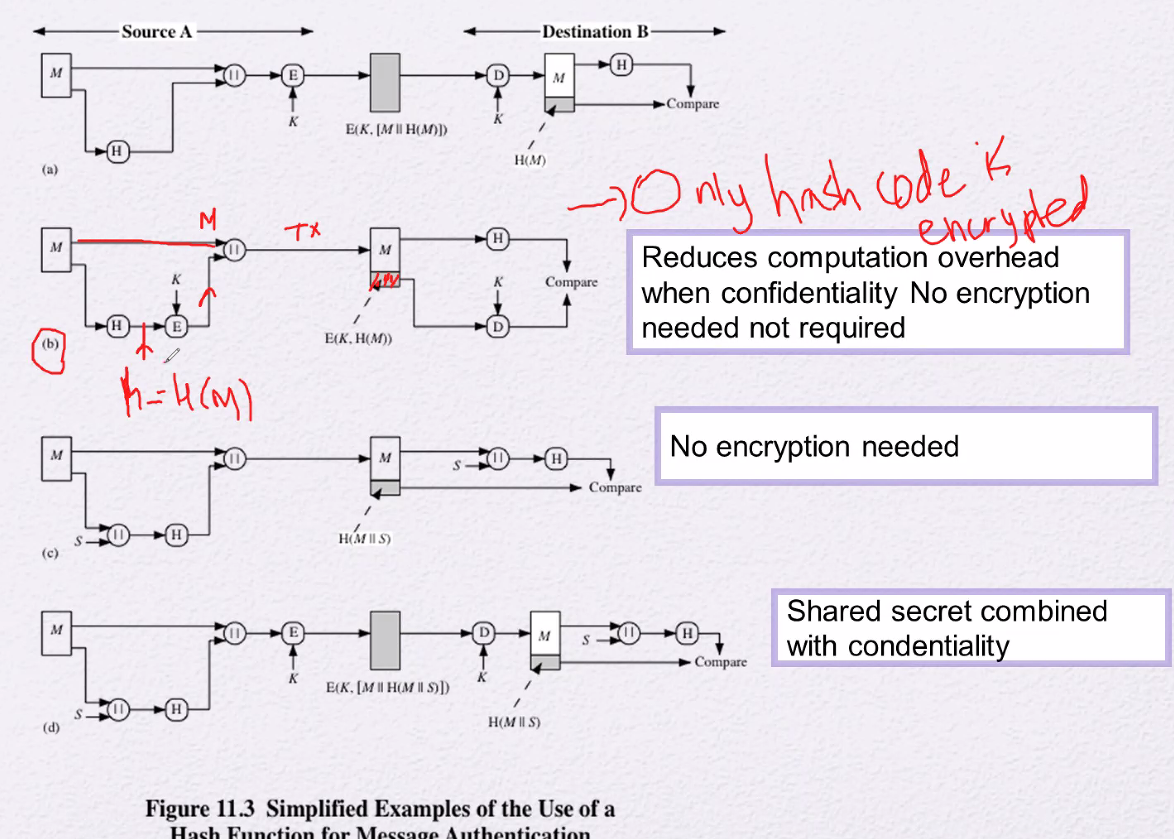 Source A
Destination B
M
||
E
K
H
E(K, [M || H(M)])
D
K
M
H
Compare
H(M)
(a)
→ Only hash code is
encrypted
M
M
||
Tx
K
H
E
E(K, H(M))
M
H
K
D
Compare
(b)
h = H(M)
Reduces computation overhead
when confidentiality No encryption
needed not required
M
||
S
||
H
M
S
||
H
Compare
H(M || S)
(c)
No encryption needed
M
||
E
K
S
||
H
E(K, [M || H(M || S)])
D
K
M
S
||
H
Compare
H(M || S)
(d)
Shared secret combined
with condentiality
Figure 11.3 Simplified Examples of the Use of a
Hash Function for Message Authentication